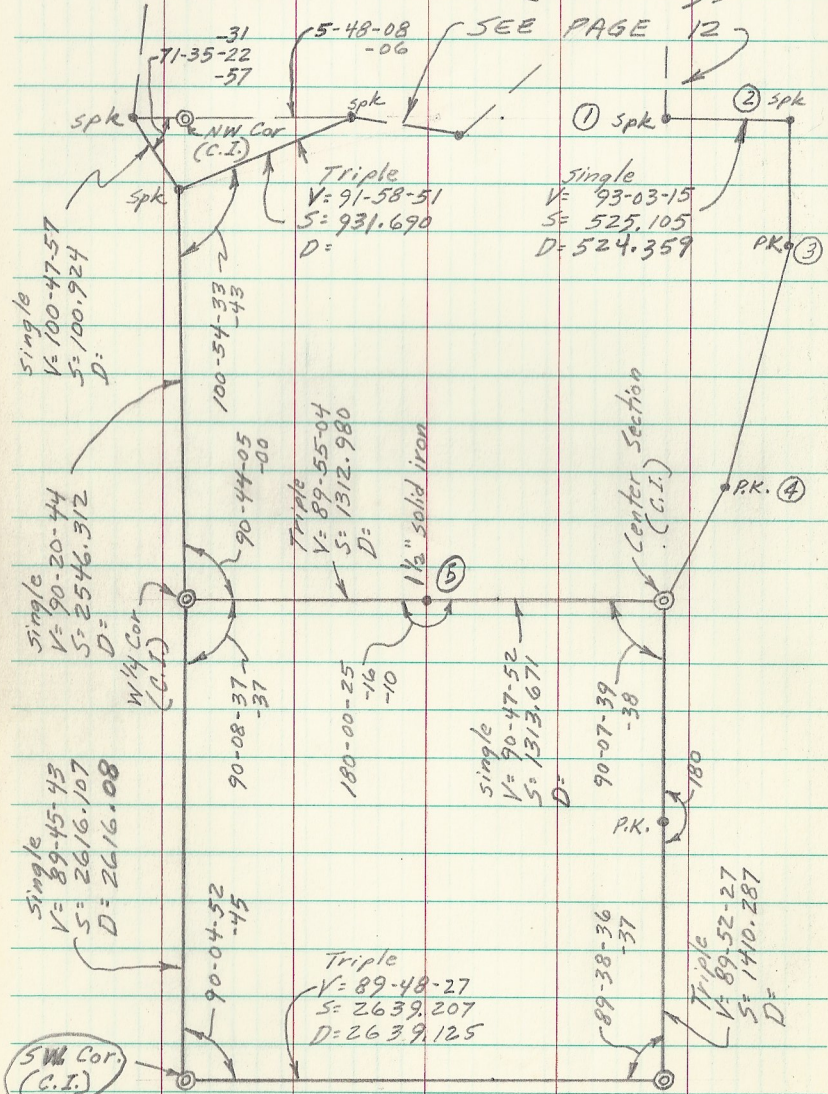 -31
71-35-22
-57
5-48-08
-06
SEE PAGE 12
spk
NW Cor
(C.I.)
spk
① spk
② spk
spk
Triple
V= 91-58-51
S= 931.690
D=
single
V= 93-03-15
S= 525.105
D= 524.359
P.K. ③
single
V= 100-47-57
S= 100.924
D:
100-54-33
-43
single
V= 90-20-44
S= 2546.312
D=
90-44-05
-00
Triple
V= 89-55-04
S= 1312.980
D=
1½" solid iron
⑤
Center Section
(C.I.)
P.K. ④
W¼ Cor
(C.I.)
90-08-37
-37
180-00-25
-16
-10
single
V= 90-47-52
S= 1313.671
D=
90-07-39
-38
Single
V= 89-45-43
S= 2616.107
D= 2616.08
P.K.
180
90-04-52
-45
Triple
V= 89-48-27
S= 2639.207
D= 2639.125
89-38-36
-37
Triple
V= 89-52-27
S= 1410.287
D=
SW Cor.
(C.I.)